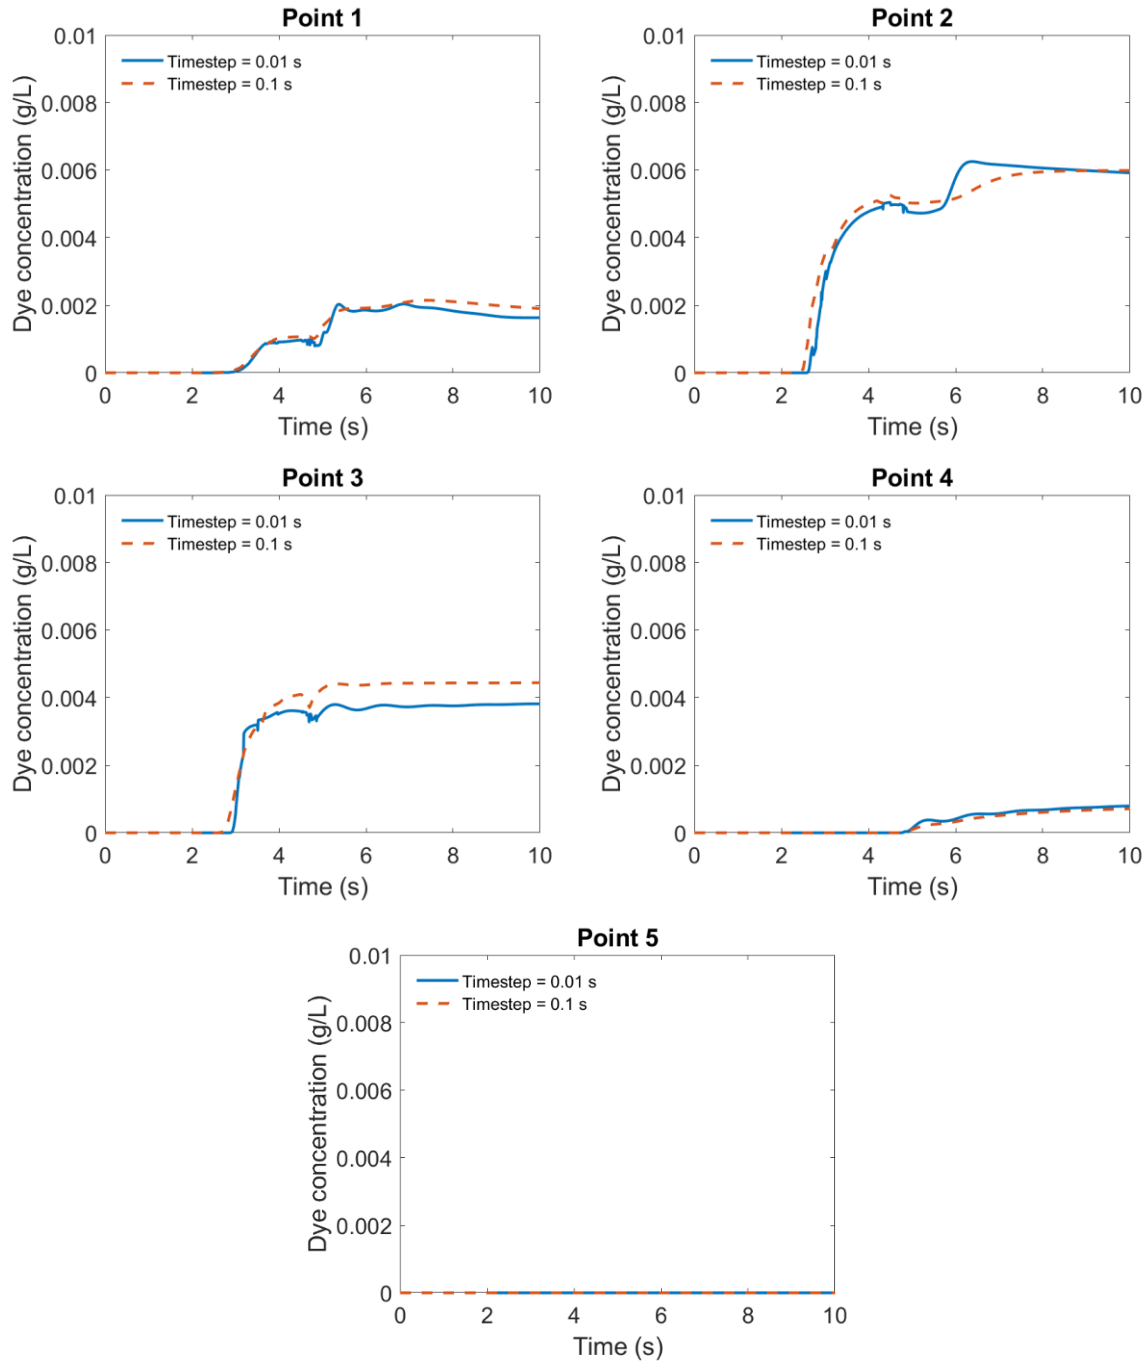 Point 1
Timestep = 0.01 s
Timestep = 0.1 s
Dye concentration (g/L)
0.01
0.008
0.006
0.004
0.002
0
0 2 4 6 8 10
Time (s)
Point 2
Timestep = 0.01 s
Timestep = 0.1 s
Dye concentration (g/L)
0.01
0.008
0.006
0.004
0.002
0
0 2 4 6 8 10
Time (s)
Point 3
Timestep = 0.01 s
Timestep = 0.1 s
Dye concentration (g/L)
0.01
0.008
0.006
0.004
0.002
0
0 2 4 6 8 10
Time (s)
Point 4
Timestep = 0.01 s
Timestep = 0.1 s
Dye concentration (g/L)
0.01
0.008
0.006
0.004
0.002
0
0 2 4 6 8 10
Time (s)
Point 5
Timestep = 0.01 s
Timestep = 0.1 s
Dye concentration (g/L)
0.01
0.008
0.006
0.004
0.002
0
0 2 4 6 8 10
Time (s)